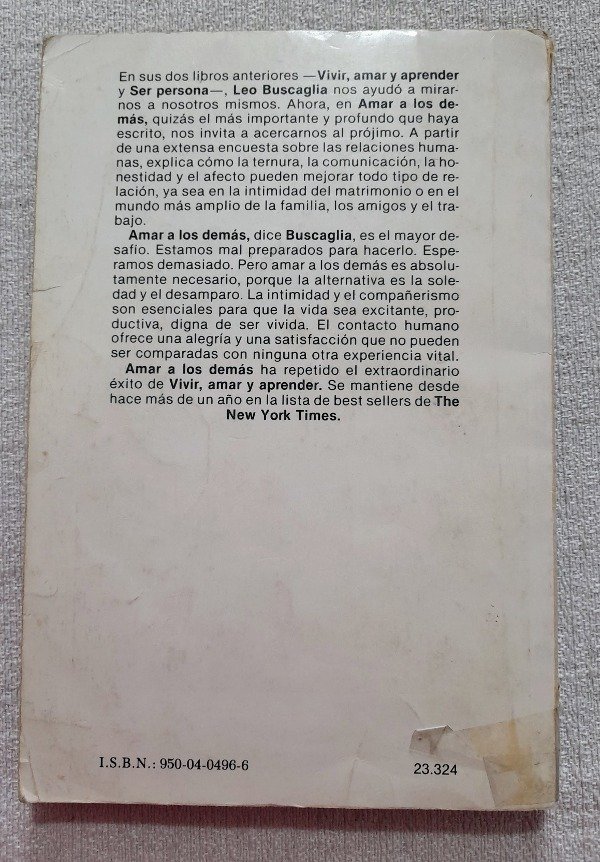 En sus dos libros anteriores —Vivir, amar y aprender
y Ser persona—, Leo Buscaglia nos ayudó a mirar-
nos a nosotros mismos. Ahora, en Amar a los de-
más, quizás el más importante y profundo que haya
escrito, nos invita a acercarnos al prójimo. A partir
de una extensa encuesta sobre las relaciones huma-
nas, explica cómo la ternura, la comunicación, la ho-
nestidad y el afecto pueden mejorar todo tipo de re-
lación, ya sea en la intimidad del matrimonio o en el
mundo más amplio de la familia, los amigos y el tra-
bajo.
Amar a los demás, dice Buscaglia, es el mayor de-
safío. Estamos mal preparados para hacerlo. Espe-
ramos demasiado. Pero amar a los demás es absolu-
tamente necesario, porque la alternativa es la sole-
dad y el desamparo. La intimidad y el compañerismo
son esenciales para que la vida sea excitante, pro-
ductiva, digna de ser vivida. El contacto humano
ofrece una alegría y una satisfacción que no pueden
ser comparadas con ninguna otra experiencia vital.
Amar a los demás ha repetido el extraordinario
éxito de Vivir, amar y aprender. Se mantiene desde
hace más de un año en la lista de best sellers de The
New York Times.
I.S.B.N.: 950-04-0496-6
23.324